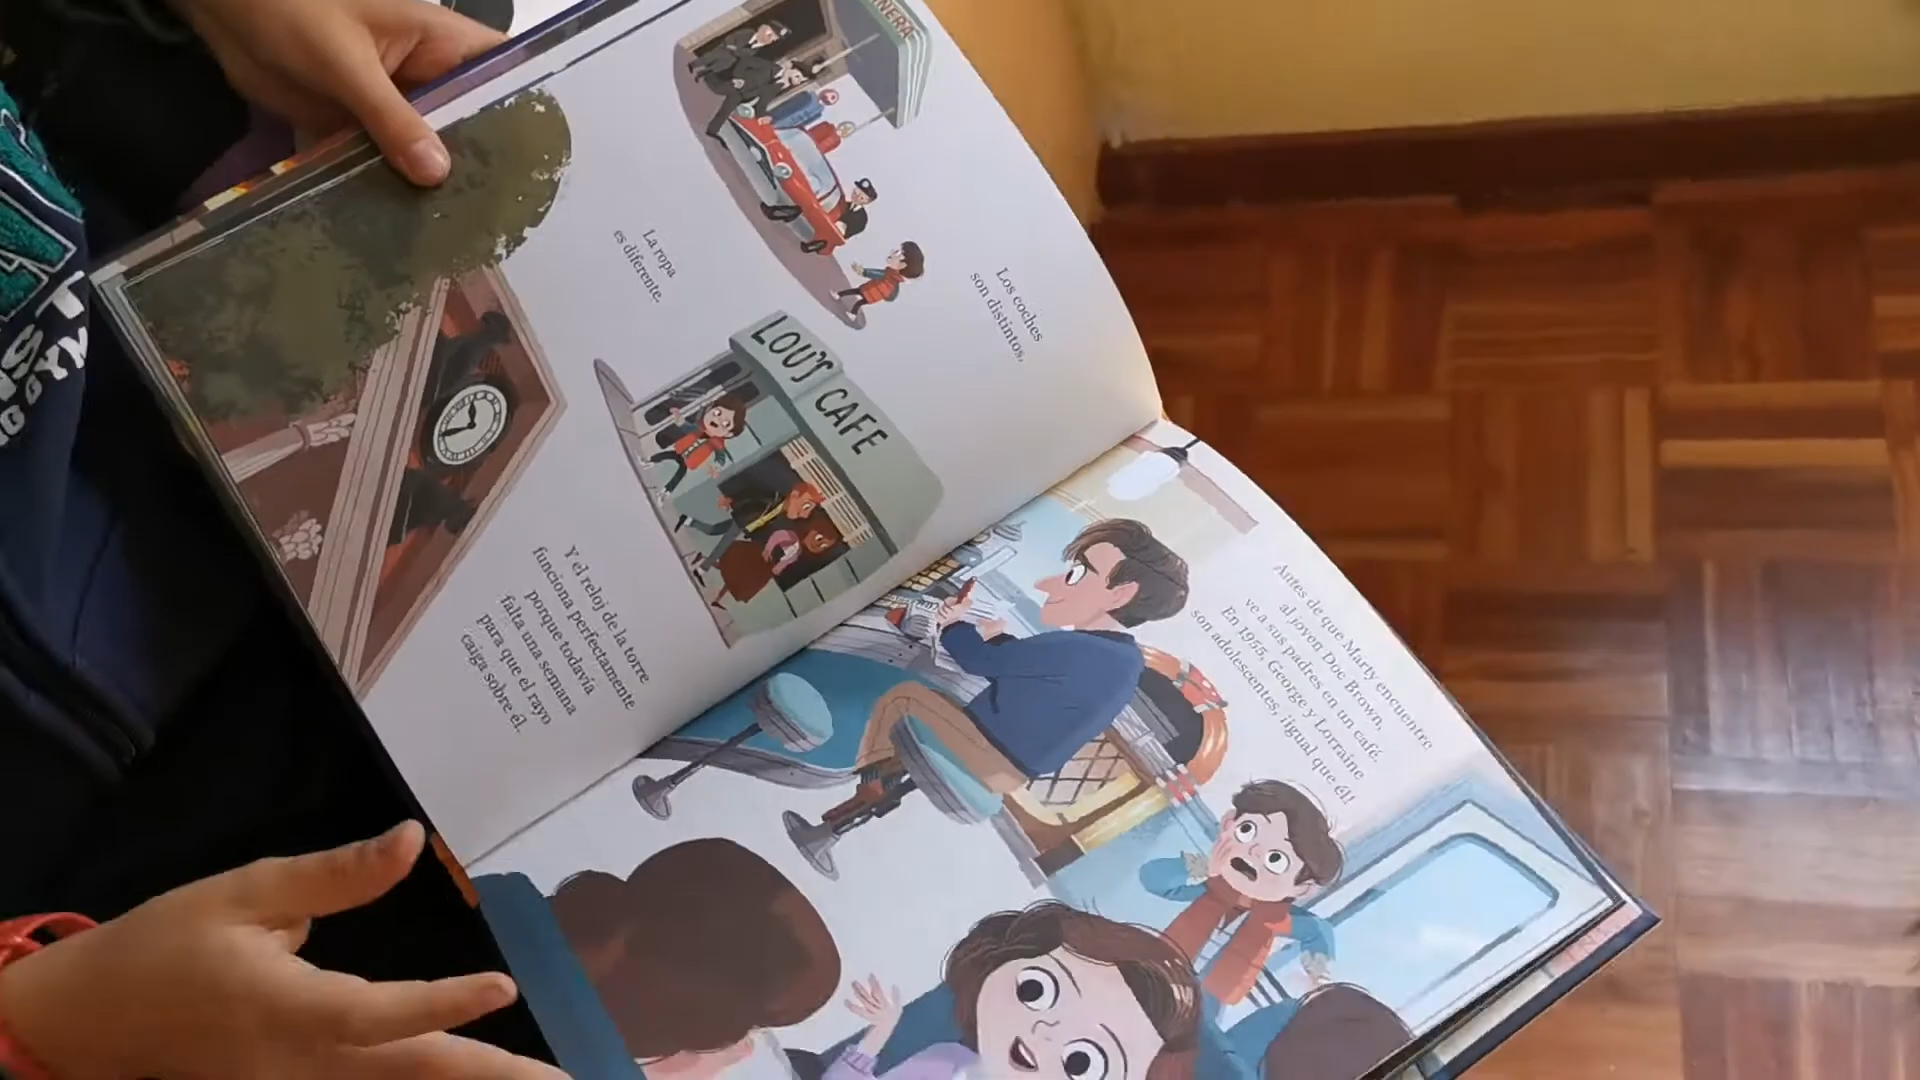 NERÍA
Los coches
son distintos,
La ropa
es diferente.
LOU'S CAFE
Y el reloj de la torre
funciona perfectamente
porque todavía
falta una semana
para que el rayo
caiga sobre él.
Antes de que Marty encuentre
al joven Doc Brown,
ve a sus padres en un café.
En 1955, George y Lorraine
son adolescentes, ¡igual que él!